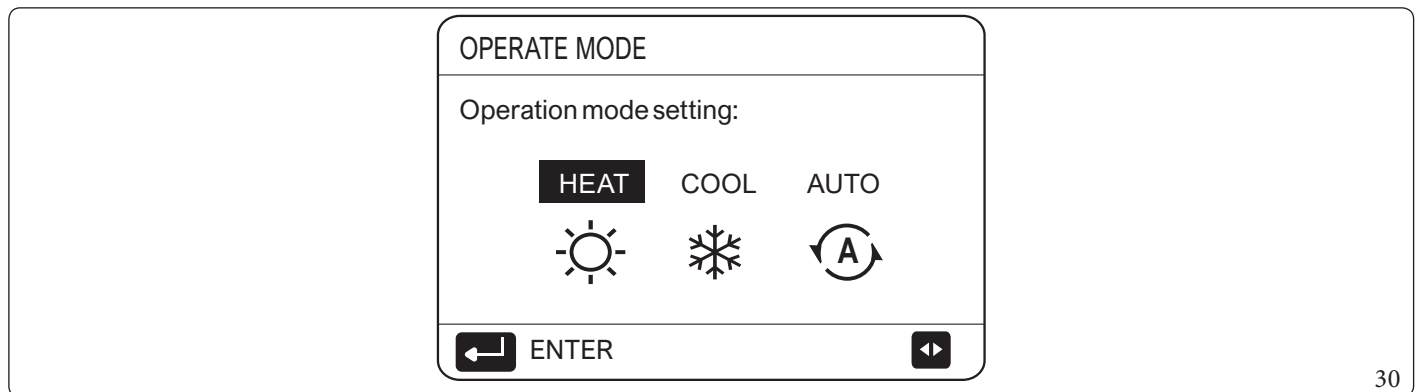 OPERATE MODE
Operation mode setting:
HEAT COOL AUTO
A
ENTER
30